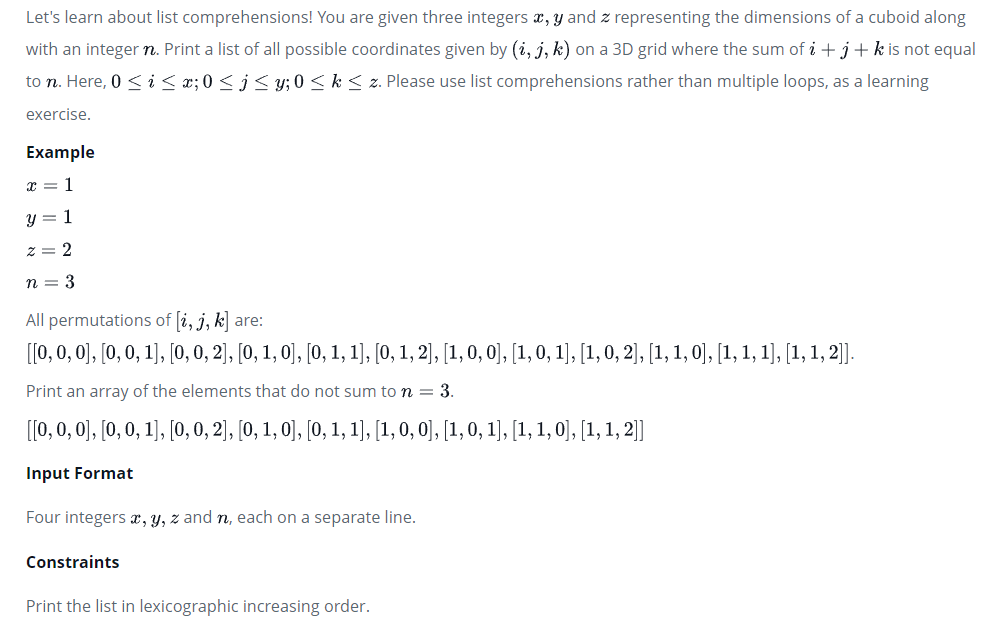 Let's learn about list comprehensions! You are given three integers x, y and z representing the dimensions of a cuboid along
with an integer n. Print a list of all possible coordinates given by (i, j, k) on a 3D grid where the sum of i + j + k is not equal
to n. Here, 0 ≤ i ≤ x; 0 ≤ j ≤ y; 0 ≤ k ≤ z. Please use list comprehensions rather than multiple loops, as a learning
exercise.
Example
x = 1
y = 1
z = 2
n = 3
All permutations of [i, j, k] are:
[[0, 0, 0], [0, 0, 1], [0, 0, 2], [0, 1, 0], [0, 1, 1], [0, 1, 2], [1, 0, 0], [1, 0, 1], [1, 0, 2], [1, 1, 0], [1, 1, 1], [1, 1, 2]].
Print an array of the elements that do not sum to n = 3.
[[0, 0, 0], [0, 0, 1], [0, 0, 2], [0, 1, 0], [0, 1, 1], [1, 0, 0], [1, 0, 1], [1, 1, 0], [1, 1, 2]]
Input Format
Four integers x, y, z and n, each on a separate line.
Constraints
Print the list in lexicographic increasing order.